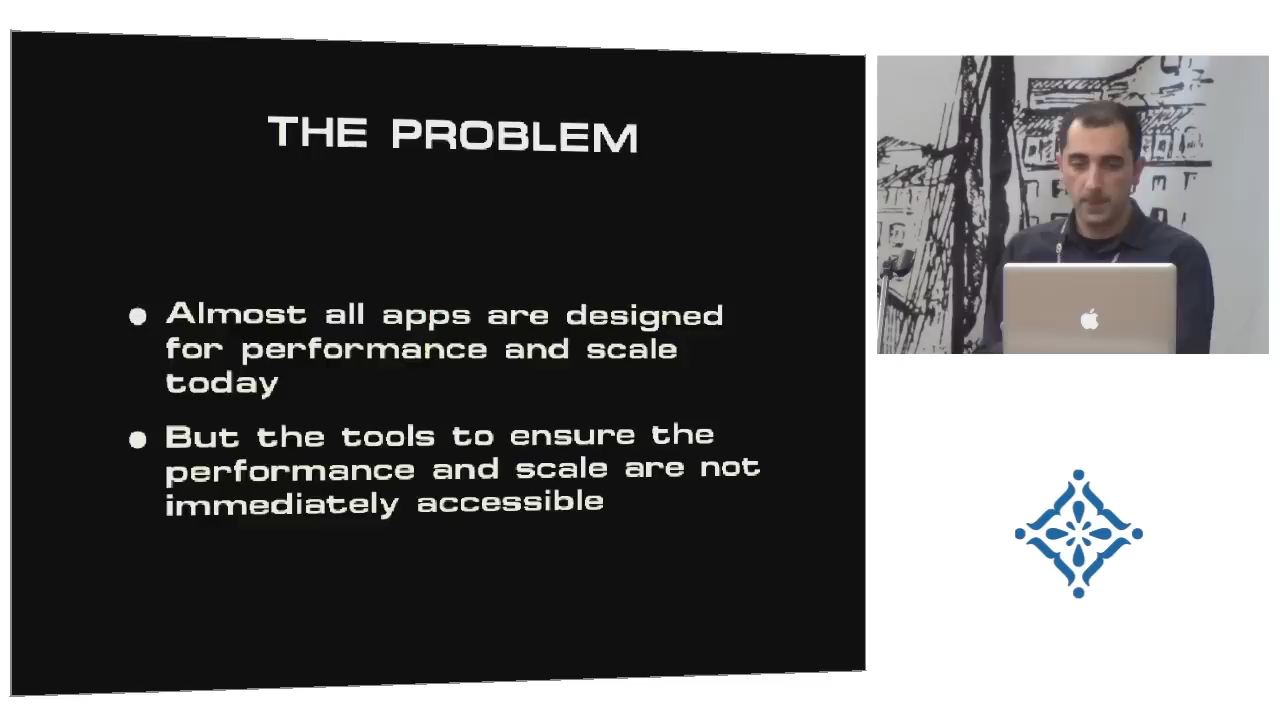 THE PROBLEM
Almost all apps are designed
for performance and scale
today
But the tools to ensure the
performance and scale are not
immediately accessible